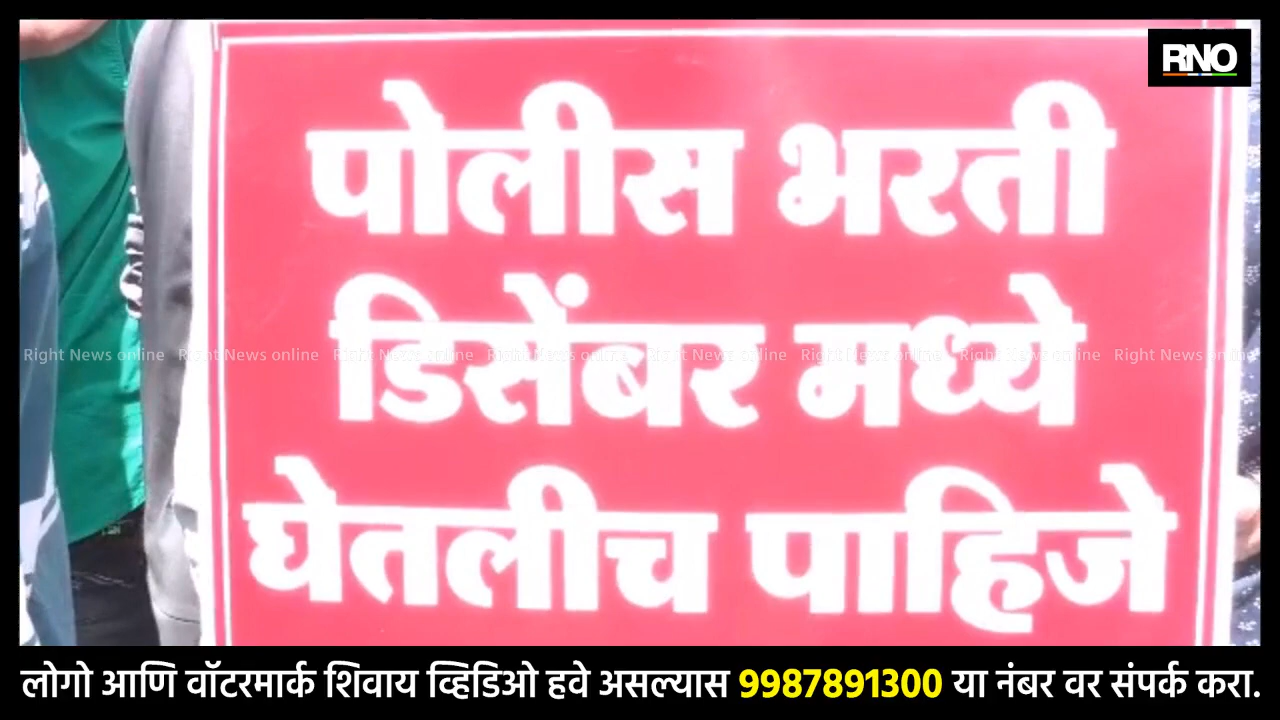 RNO
पोलीस भरती
डिसेंबर मध्ये
Right News online Right News online Right News online Right News online Right News online Right News online Right News online Right News online
घेतलीच पाहिजे
लोगो आणि वॉटरमार्क शिवाय व्हिडिओ हवे असल्यास 9987891300 या नंबर वर संपर्क करा.